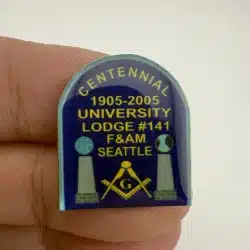 CENTENNIAL
1905-2005
UNIVERSITY
LODGE #141
F&AM
SEATTLE
G